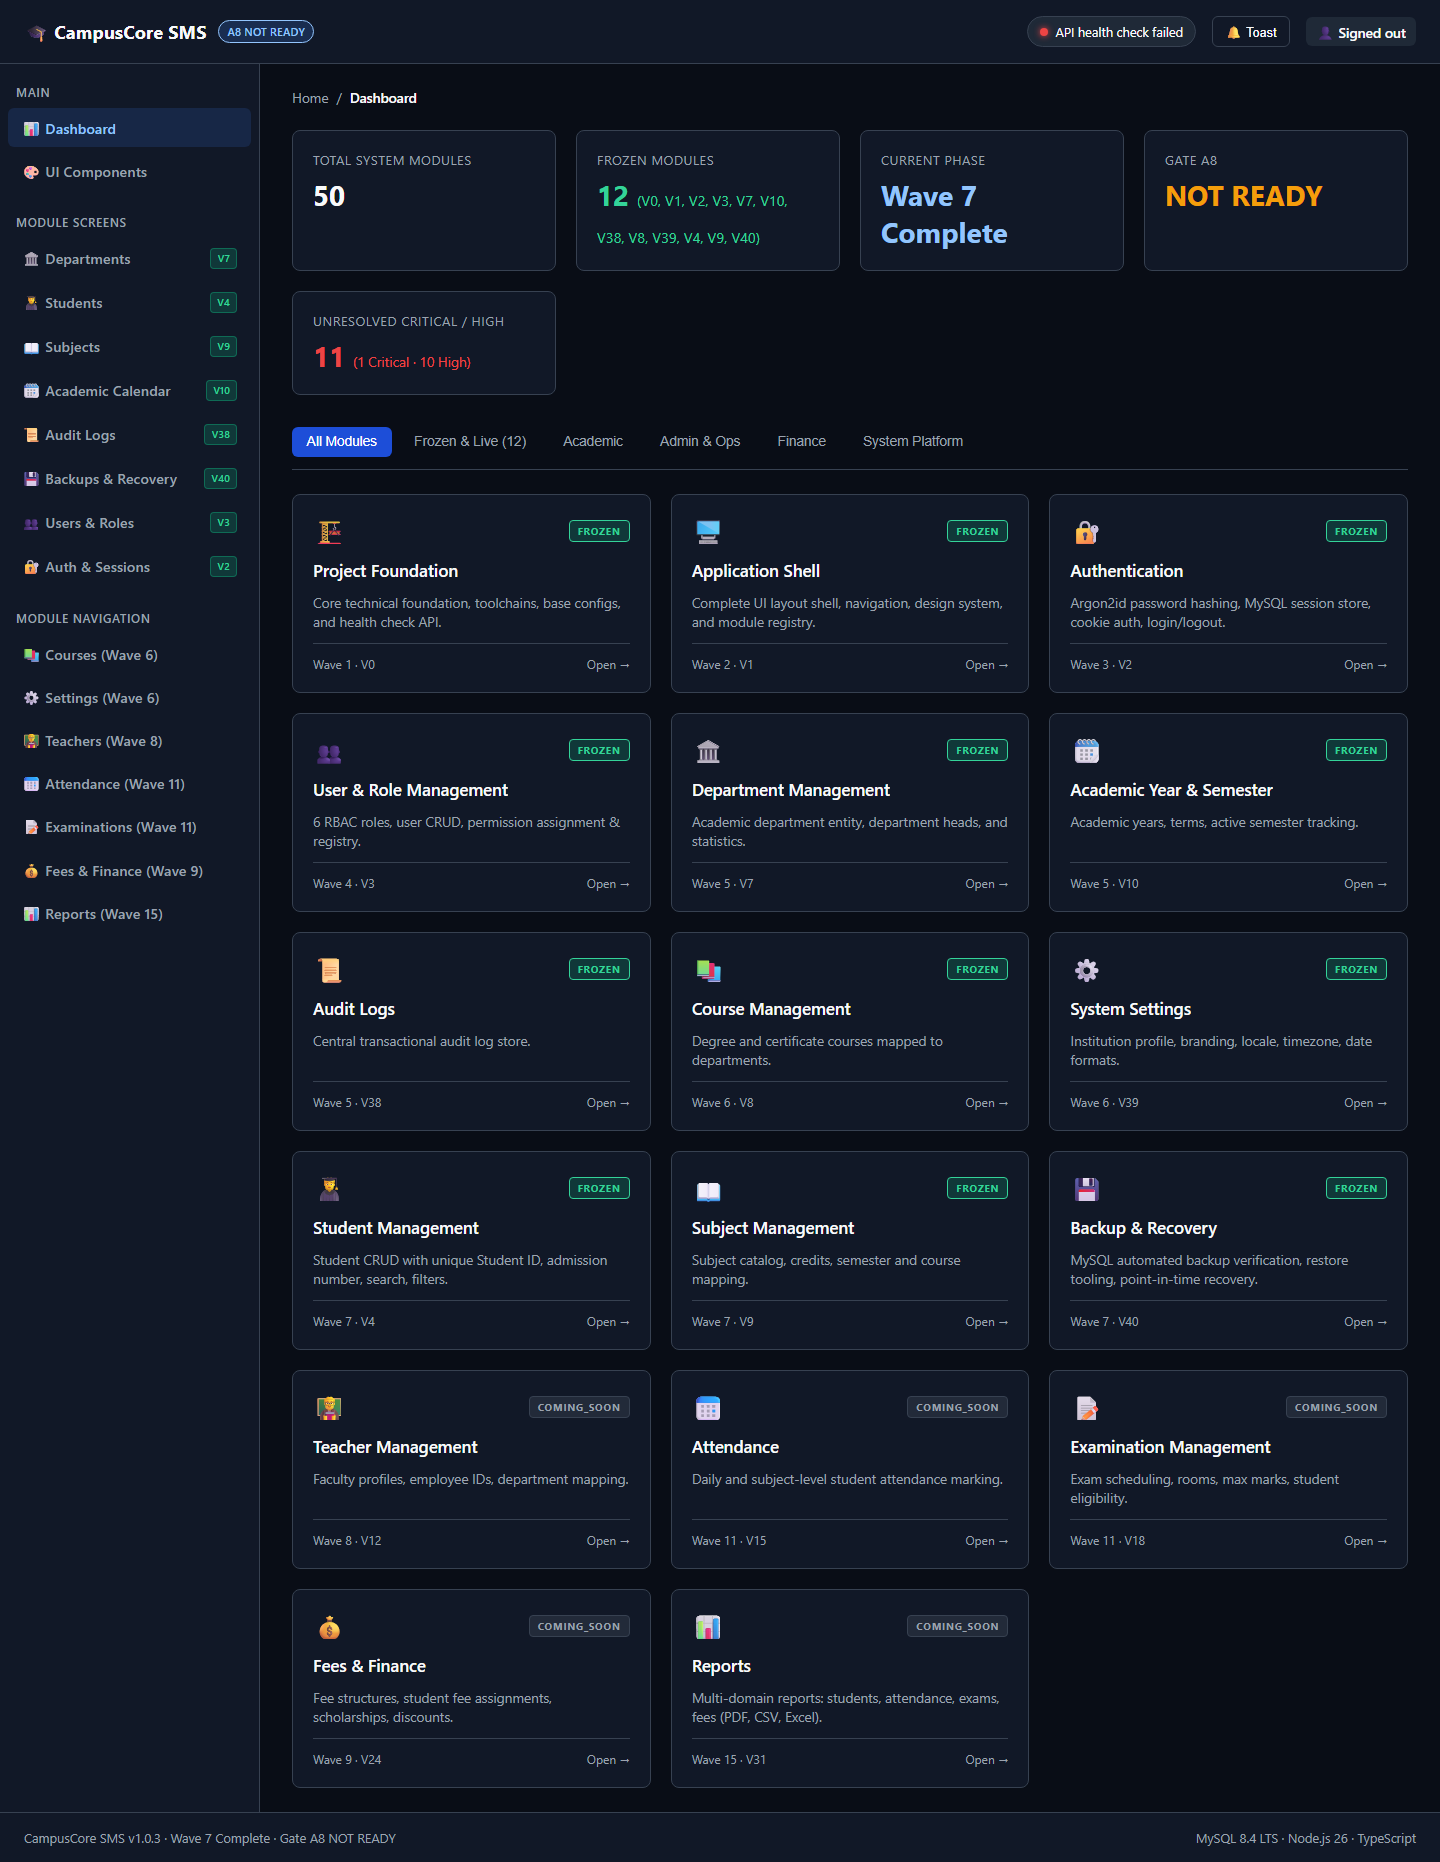 CampusCore SMS
A8 NOT READY
API health check failed
Toast
Signed out
MAIN
Dashboard
UI Components
MODULE SCREENS
Departments V7
Students V4
Subjects V9
Academic Calendar V10
Audit Logs V38
Backups & Recovery V40
Users & Roles V3
Auth & Sessions V2
MODULE NAVIGATION
Courses (Wave 6)
Settings (Wave 6)
Teachers (Wave 8)
Attendance (Wave 11)
Examinations (Wave 11)
Fees & Finance (Wave 9)
Reports (Wave 15)
Home / Dashboard
TOTAL SYSTEM MODULES
50
FROZEN MODULES
12 (V0, V1, V2, V3, V7, V10,
V38, V8, V39, V4, V9, V40)
CURRENT PHASE
Wave 7
Complete
GATE A8
NOT READY
UNRESOLVED CRITICAL / HIGH
11 (1 Critical · 10 High)
All Modules
Frozen & Live (12)
Academic
Admin & Ops
Finance
System Platform
FROZEN
Project Foundation
Core technical foundation, toolchains, base configs,
and health check API.
Wave 1 · V0
Open →
FROZEN
Application Shell
Complete UI layout shell, navigation, design system,
and module registry.
Wave 2 · V1
Open →
FROZEN
Authentication
Argon2id password hashing, MySQL session store,
cookie auth, login/logout.
Wave 3 · V2
Open →
FROZEN
User & Role Management
6 RBAC roles, user CRUD, permission assignment &
registry.
Wave 4 · V3
Open →
FROZEN
Department Management
Academic department entity, department heads, and
statistics.
Wave 5 · V7
Open →
FROZEN
Academic Year & Semester
Academic years, terms, active semester tracking.
Wave 5 · V10
Open →
FROZEN
Audit Logs
Central transactional audit log store.
Wave 5 · V38
Open →
FROZEN
Course Management
Degree and certificate courses mapped to
departments.
Wave 6 · V8
Open →
FROZEN
System Settings
Institution profile, branding, locale, timezone, date
formats.
Wave 6 · V39
Open →
FROZEN
Student Management
Student CRUD with unique Student ID, admission
number, search, filters.
Wave 7 · V4
Open →
FROZEN
Subject Management
Subject catalog, credits, semester and course
mapping.
Wave 7 · V9
Open →
FROZEN
Backup & Recovery
MySQL automated backup verification, restore
tooling, point-in-time recovery.
Wave 7 · V40
Open →
COMING_SOON
Teacher Management
Faculty profiles, employee IDs, department mapping.
Wave 8 · V12
Open →
COMING_SOON
Attendance
Daily and subject-level student attendance marking.
Wave 11 · V15
Open →
COMING_SOON
Examination Management
Exam scheduling, rooms, max marks, student
eligibility.
Wave 11 · V18
Open →
COMING_SOON
Fees & Finance
Fee structures, student fee assignments,
scholarships, discounts.
Wave 9 · V24
Open →
COMING_SOON
Reports
Multi-domain reports: students, attendance, exams,
fees (PDF, CSV, Excel).
Wave 15 · V31
Open →
CampusCore SMS v1.0.3 · Wave 7 Complete · Gate A8 NOT READY
MySQL 8.4 LTS · Node.js 26 · TypeScript